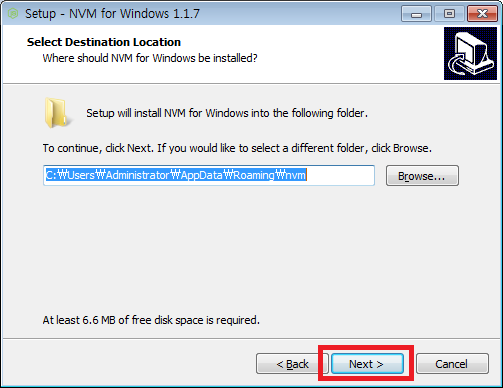 Setup - NVM for Windows 1.1.7
Select Destination Location
Where should NVM for Windows be installed?
Setup will install NVM for Windows into the following folder.
To continue, click Next. If you would like to select a different folder, click Browse.
C:₩Users₩Administrator₩AppData₩Roaming₩nvm
Browse...
At least 6.6 MB of free disk space is required.
< Back
Next >
Cancel